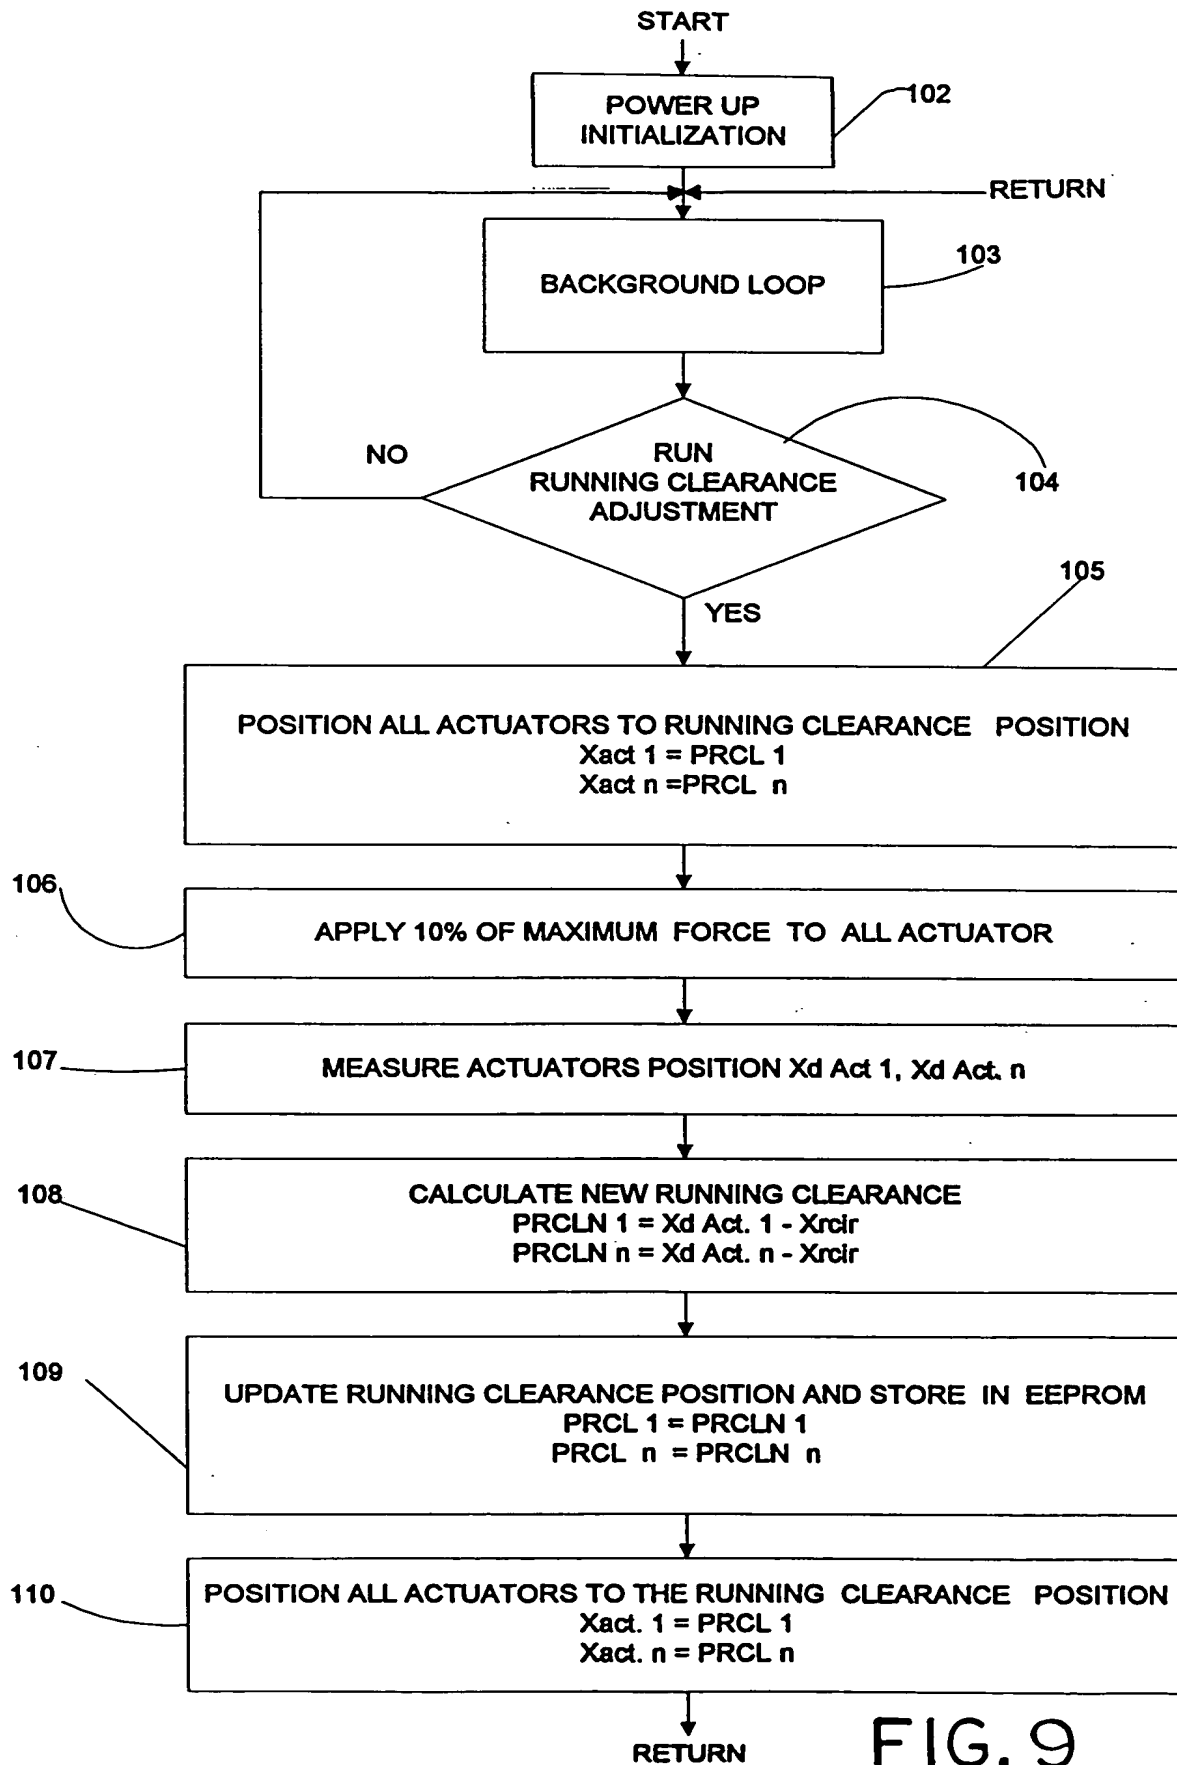 START
POWER UP
INITIALIZATION
102
RETURN
BACKGROUND LOOP
103
NO
RUN
RUNNING CLEARANCE
ADJUSTMENT
104
YES
105
POSITION ALL ACTUATORS TO RUNNING CLEARANCE POSITION
Xact 1 = PRCL 1
Xact n =PRCL n
106
APPLY 10% OF MAXIMUM FORCE TO ALL ACTUATOR
107
MEASURE ACTUATORS POSITION Xd Act 1, Xd Act. n
108
CALCULATE NEW RUNNING CLEARANCE
PRCLN 1 = Xd Act. 1 - Xrclr
PRCLN n = Xd Act. n - Xrclr
109
UPDATE RUNNING CLEARANCE POSITION AND STORE IN EEPROM
PRCL 1 = PRCLN 1
PRCL n = PRCLN n
110
POSITION ALL ACTUATORS TO THE RUNNING CLEARANCE POSITION
Xact. 1 = PRCL 1
Xact. n = PRCL n
RETURN
FIG. 9